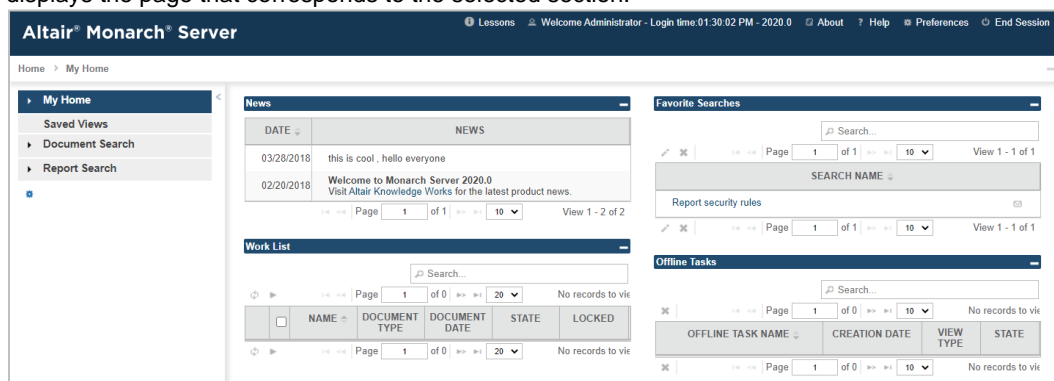 displays the page that corresponds to the selected section.
Altair® Monarch® Server
Lessons Welcome Administrator - Login time:01:30:02 PM - 2020.0 About ? Help Preferences End Session
Home > My Home
My Home
Saved Views
Document Search
Report Search
News
DATE NEWS
03/28/2018 this is cool , hello everyone
02/20/2018 Welcome to Monarch Server 2020.0
Visit Altair Knowledge Works for the latest product news.
Page 1 of 1 10 View 1 - 2 of 2
Work List
Search...
Page 1 of 0 20 No records to vie
NAME DOCUMENT TYPE DOCUMENT DATE STATE LOCKED
Page 1 of 0 20 No records to vie
Favorite Searches
Search...
Page 1 of 1 10 View 1 - 1 of 1
SEARCH NAME
Report security rules
Page 1 of 1 10 View 1 - 1 of 1
Offline Tasks
Search...
Page 1 of 0 10 No records to vie
OFFLINE TASK NAME CREATION DATE VIEW TYPE STATE
Page 1 of 0 10 No records to vie